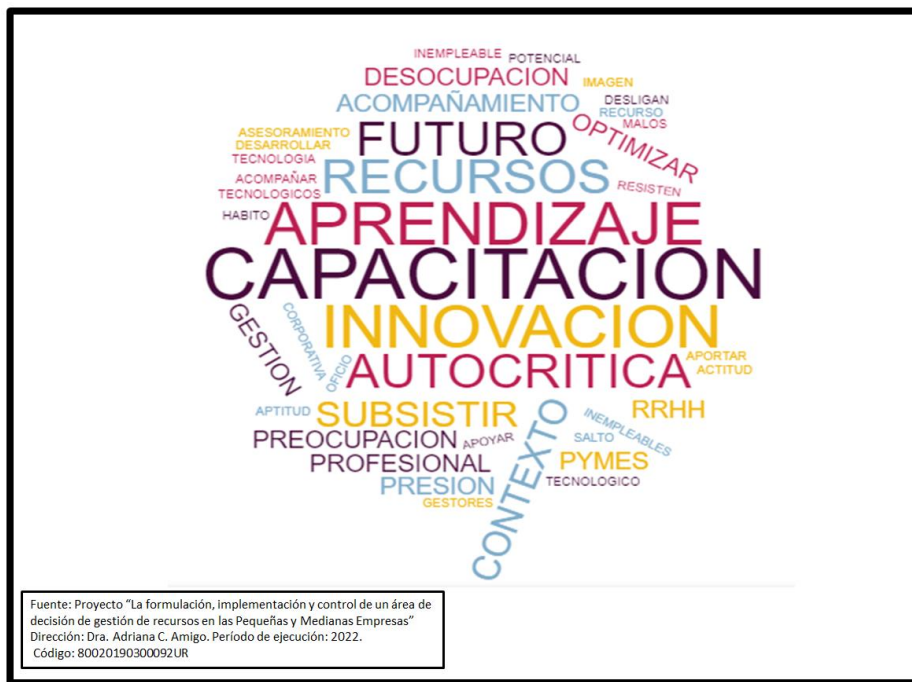 INEMPLEABLE
POTENCIAL
DESOCUPACION
IMAGEN
ACOMPAÑAMIENTO
DESLIGAN
RECURSO
MALOS
ASESORAMIENTO
DESARROLLAR
FUTURO
OPTIMIZAR
TECNOLOGIA
ACOMPAÑAR
TECNOLOGICOS
RECURSOS
RESISTEN
HABITO
APRENDIZAJE
CAPACITACION
GESTION
CORPORATIVA
OFICIO
INNOVACION
AUTOCRITICA
APORTAR
ACTITUD
APTITUD
SUBSISTIR
CONTEXTO
INEMPLEABLES
RRHH
PREOCUPACION
APOYAR
SALTO
PROFESIONAL
PYMES
PRESION
TECNOLOGICO
GESTORES
Fuente: Proyecto “La formulación, implementación y control de un área de
decisión de gestión de recursos en las Pequeñas y Medianas Empresas”
Dirección: Dra. Adriana C. Amigo. Período de ejecución: 2022.
Código: 80020190300092UR